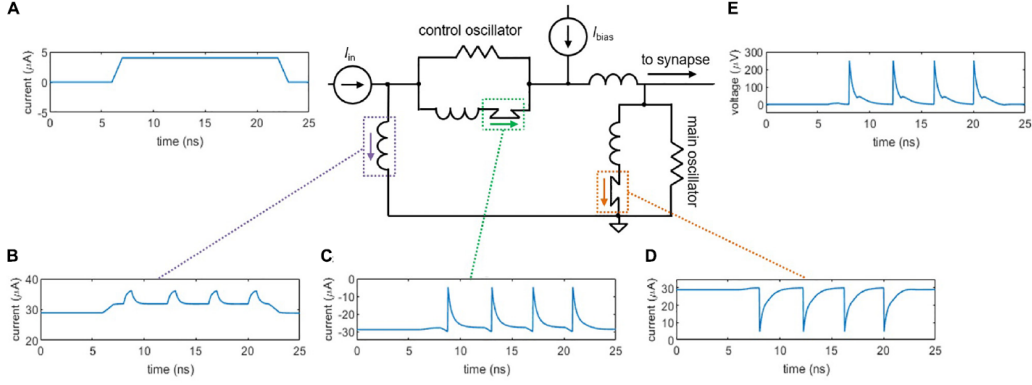 A
control oscillator
Iin
Ibias
to synapse
main oscillator
E
current (μA)
5
0
-5
0 5 10 15 20 25
time (ns)
voltage (μV)
300
200
100
0
0 5 10 15 20 25
time (ns)
B
current (μA)
40
30
20
0 5 10 15 20 25
time (ns)
C
current (μA)
0
-10
-20
-30
0 5 10 15 20 25
time (ns)
D
current (μA)
30
20
10
0
0 5 10 15 20 25
time (ns)